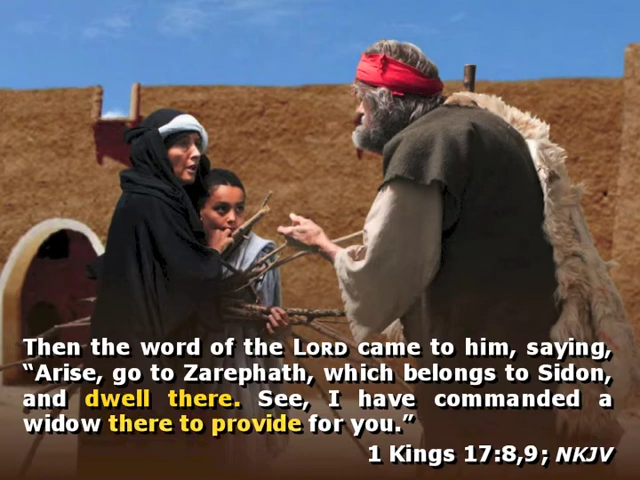 Then the word of the LORD came to him, saying,
“Arise, go to Zarephath, which belongs to Sidon,
and dwell there. See, I have commanded a
widow there to provide for you.”
1 Kings 17:8,9; NKJV